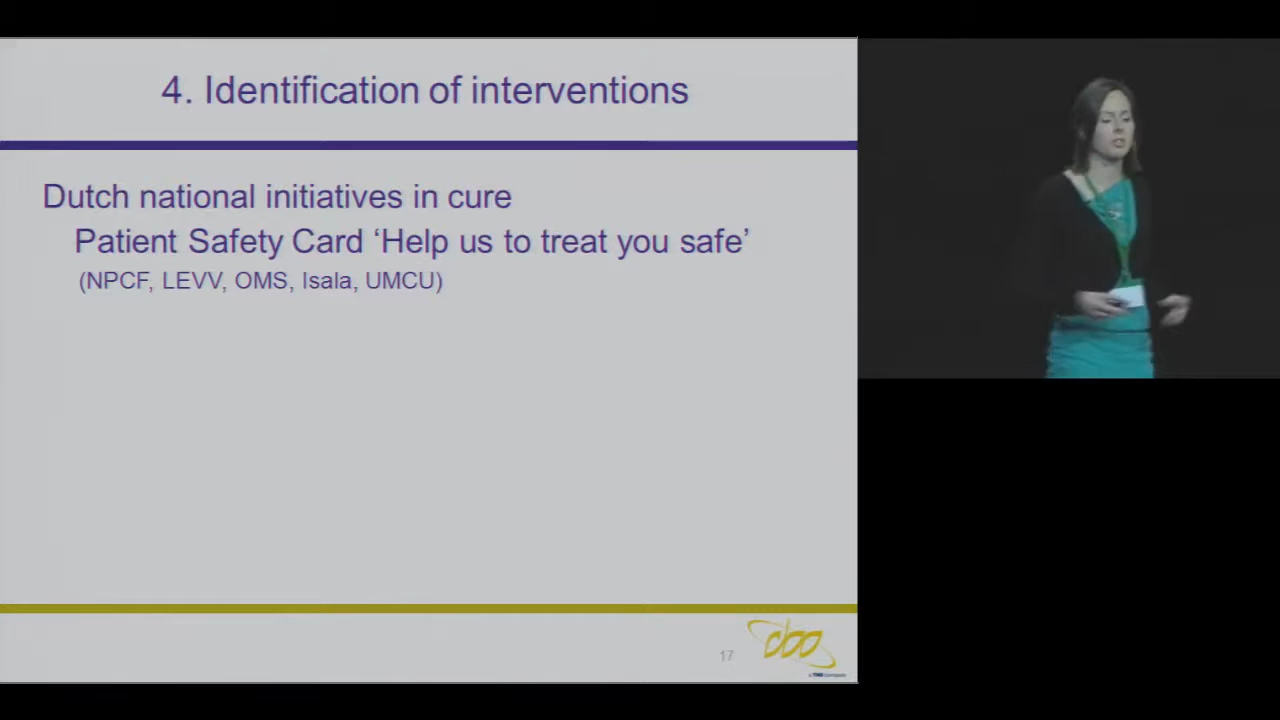 4. Identification of interventions
Dutch national initiatives in cure
Patient Safety Card ‘Help us to treat you safe’
(NPCF, LEVV, OMS, Isala, UMCU)
17
cbo